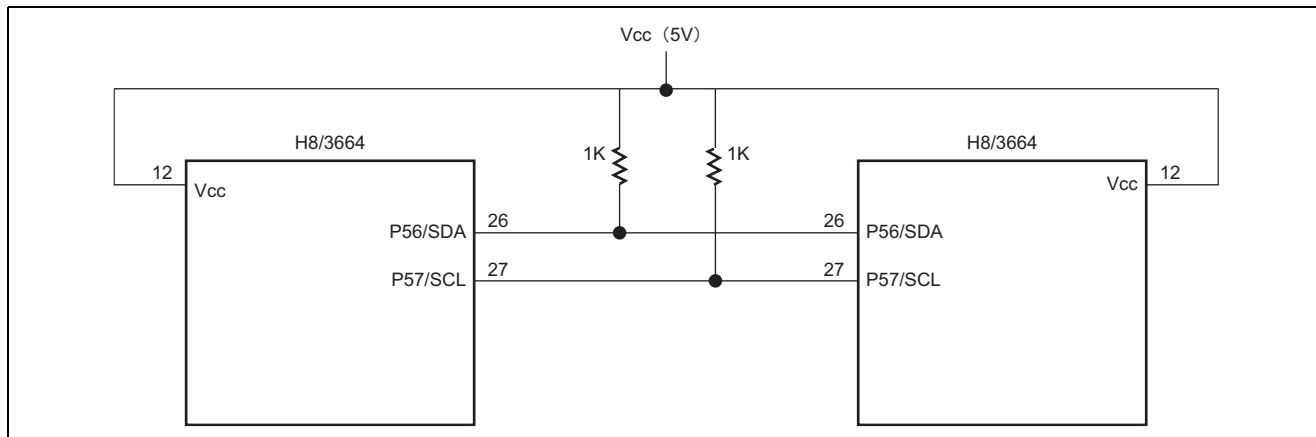 Vcc（5V）
H8/3664
1K
1K
H8/3664
12
Vcc
Vcc
12
P56/SDA
26
26
P56/SDA
P57/SCL
27
27
P57/SCL